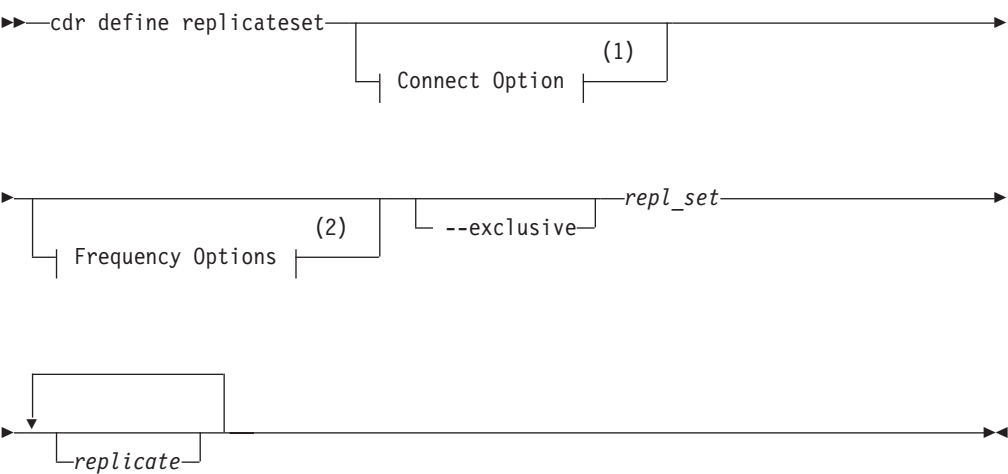 cdr define replicateset
(1)
Connect Option
repl_set
(2)
--exclusive
Frequency Options
replicate